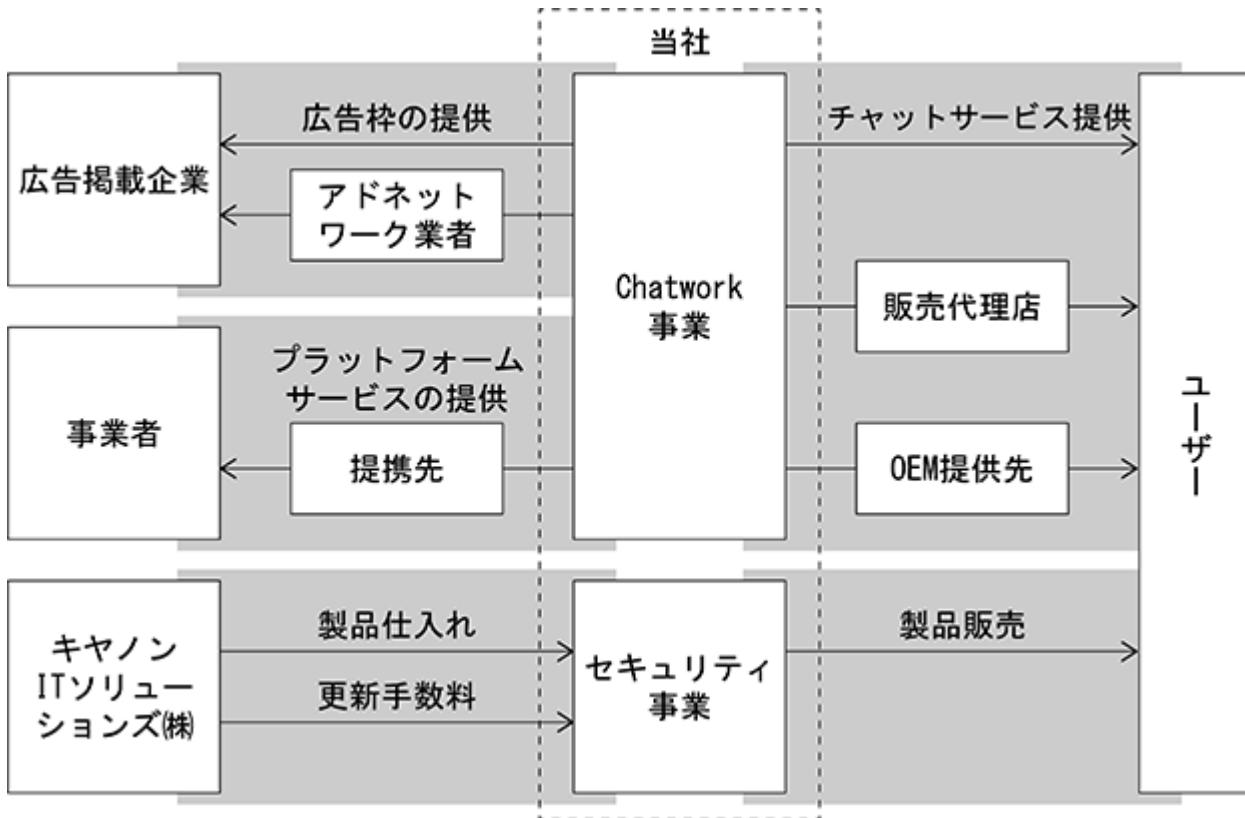 当社
広告枠の提供
チャットサービス提供
広告掲載企業
アドネット
ワーク業者
Chatwork
事業
販売代理店
プラットフォーム
サービスの提供
事業者
提携先
OEM提供先
ユーザー
製品仕入れ
製品販売
キヤノン
ITソリュー
ションズ㈱
更新手数料
セキュリティ
事業